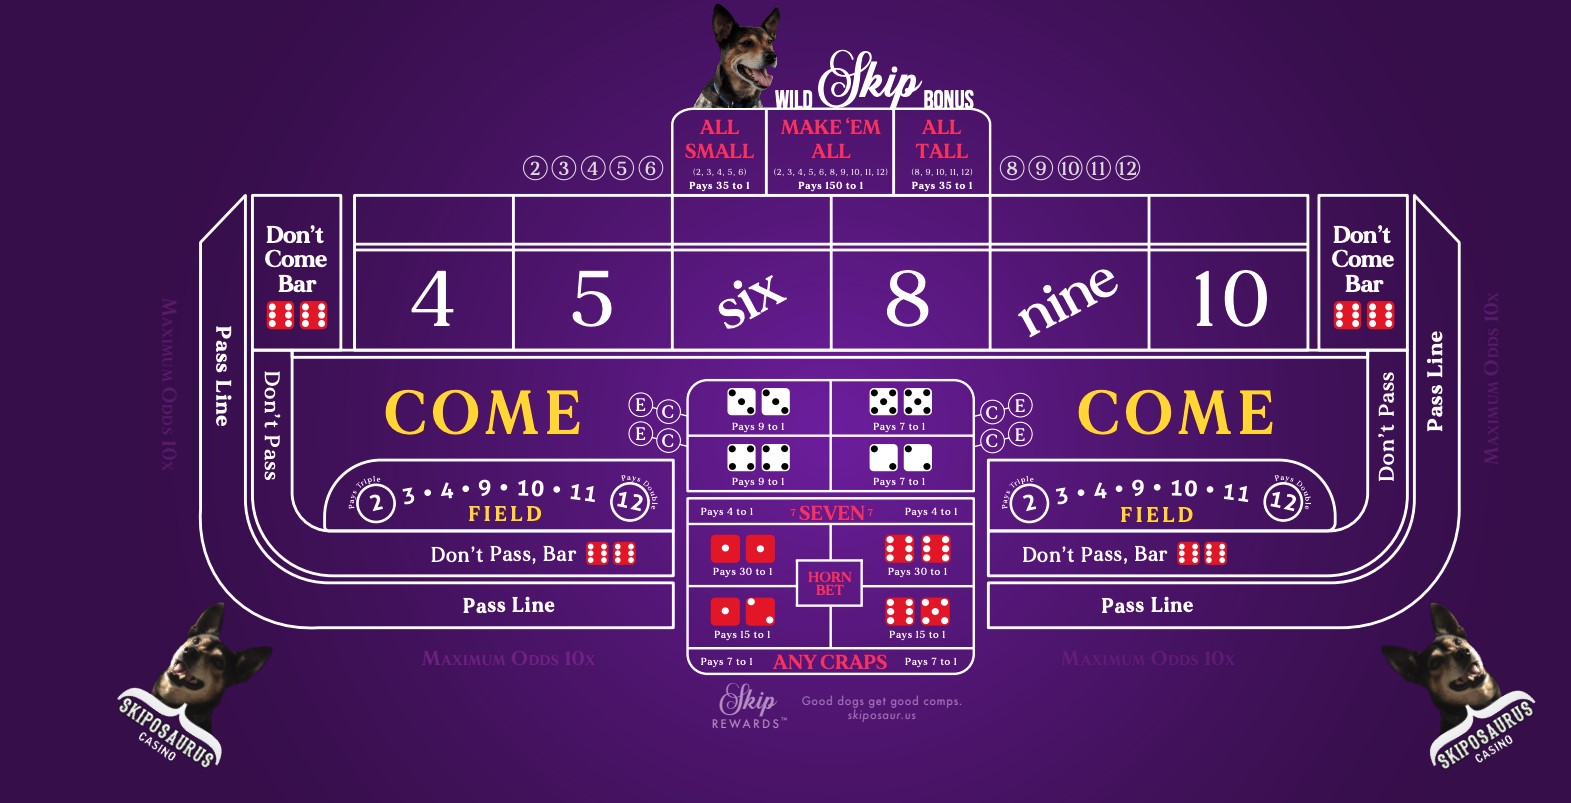 WILD Skip BONUS
ALL SMALL
(2, 3, 4, 5, 6)
Pays 35 to 1
MAKE ‘EM ALL
(2, 3, 4, 5, 6, 8, 9, 10, 11, 12)
Pays 150 to 1
ALL TALL
(8, 9, 10, 11, 12)
Pays 35 to 1
2 3 4 5 6
8 9 10 11 12
Don’t
Come
Bar
4
5
six
8
nine
10
Don’t
Come
Bar
Maximum Odds 10x
Pass Line
Don’t Pass
COME
E C
E C
Pays 9 to 1
Pays 7 to 1
Pays 9 to 1
Pays 7 to 1
C E
C E
COME
Don’t Pass
Pass Line
Maximum Odds 10x
Pays Triple
2 3 • 4 • 9 • 10 • 11 12
Pays Double
FIELD
Pays 4 to 1 7 SEVEN 7 Pays 4 to 1
Pays 30 to 1
Pays 30 to 1
HORN
BET
Pays 15 to 1
Pays 15 to 1
Pays 7 to 1 ANY CRAPS Pays 7 to 1
Pays Triple
2 3 • 4 • 9 • 10 • 11 12
Pays Double
FIELD
Don’t Pass, Bar
Don’t Pass, Bar
Pass Line
Pass Line
Maximum Odds 10x
Maximum Odds 10x
Skip
REWARDS™
Good dogs get good comps.
skiposaur.us
SKIPOSAURUS
CASINO
SKIPOSAURUS
CASINO